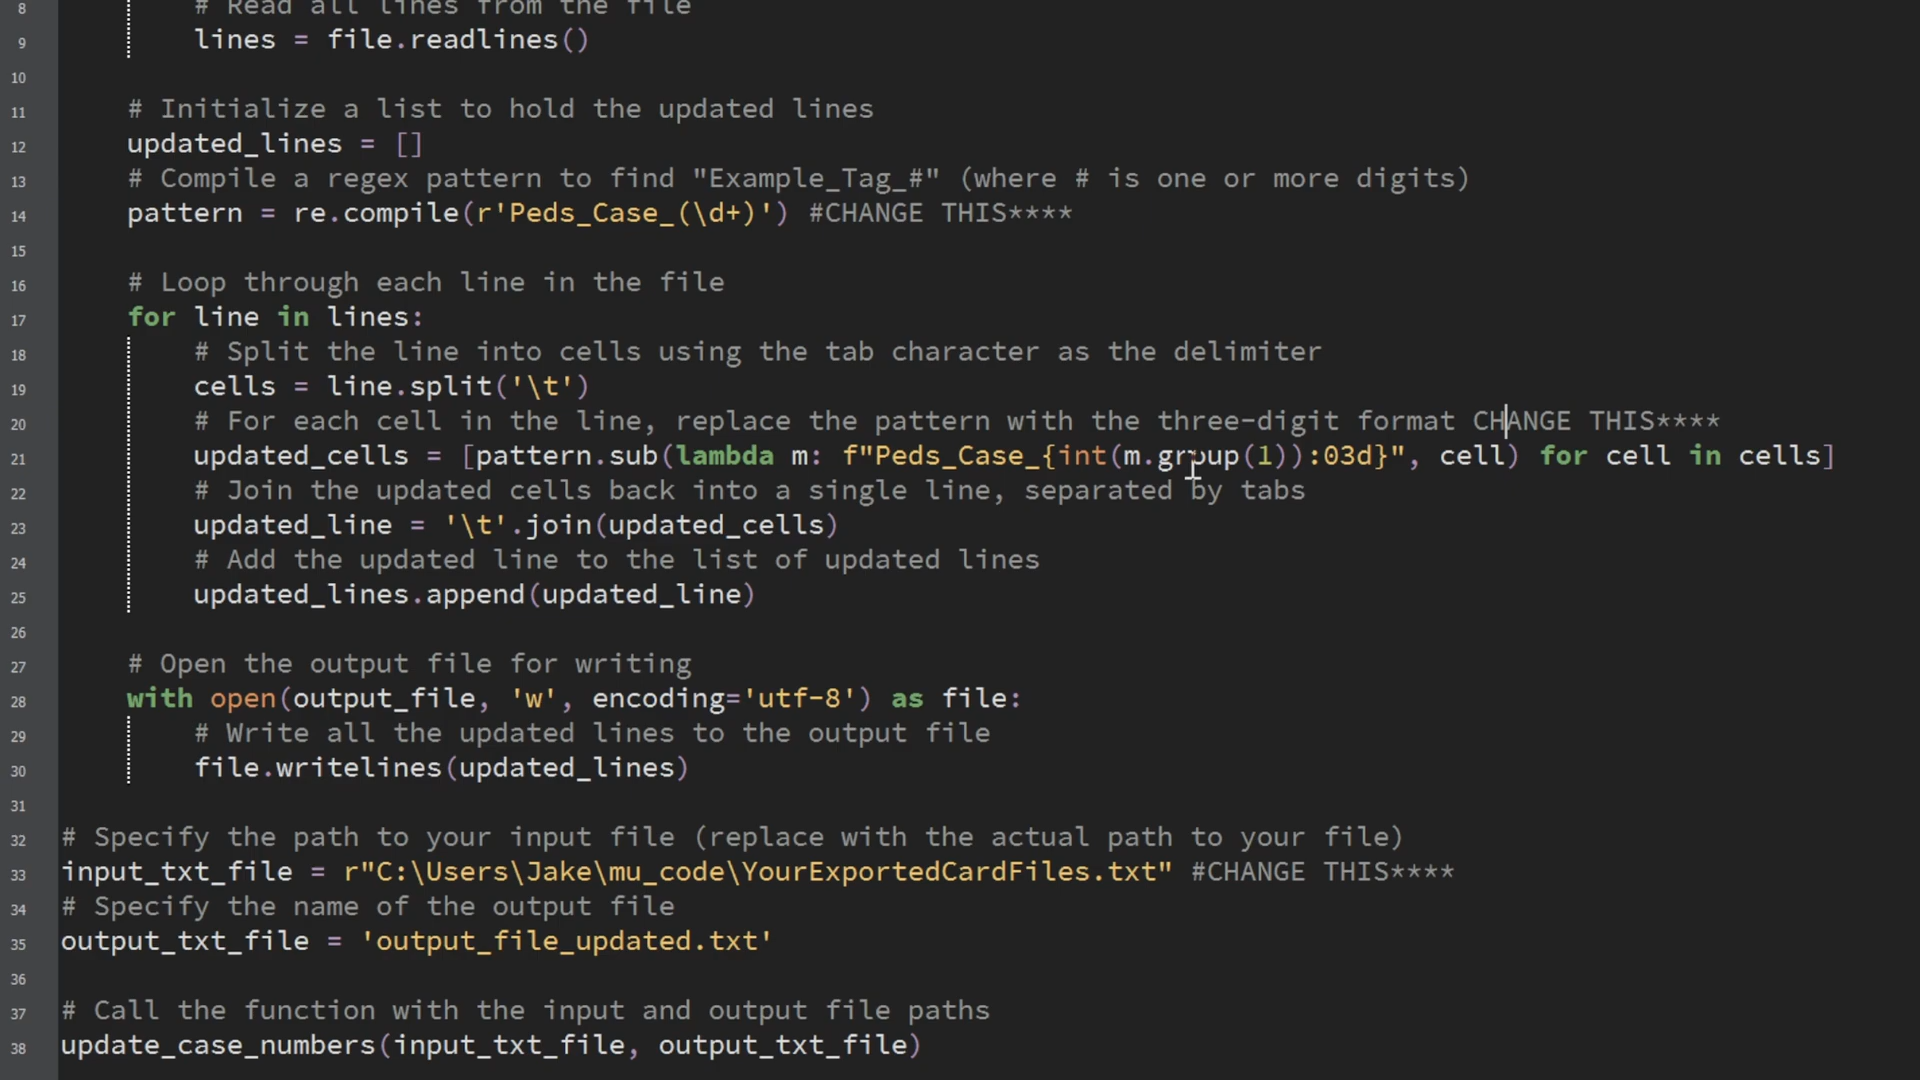 8 # Read all lines from the file
9 lines = file.readlines()
10
11 # Initialize a list to hold the updated lines
12 updated_lines = []
13 # Compile a regex pattern to find "Example_Tag_#" (where # is one or more digits)
14 pattern = re.compile(r'Peds_Case_(\d+)') #CHANGE THIS****
15
16 # Loop through each line in the file
17 for line in lines:
18 # Split the line into cells using the tab character as the delimiter
19 cells = line.split('\t')
20 # For each cell in the line, replace the pattern with the three-digit format CHANGE THIS****
21 updated_cells = [pattern.sub(lambda m: f"Peds_Case_{int(m.group(1)):03d}", cell) for cell in cells]
22 # Join the updated cells back into a single line, separated by tabs
23 updated_line = '\t'.join(updated_cells)
24 # Add the updated line to the list of updated lines
25 updated_lines.append(updated_line)
26
27 # Open the output file for writing
28 with open(output_file, 'w', encoding='utf-8') as file:
29 # Write all the updated lines to the output file
30 file.writelines(updated_lines)
31
32 # Specify the path to your input file (replace with the actual path to your file)
33 input_txt_file = r"C:\Users\Jake\mu_code\YourExportedCardFiles.txt" #CHANGE THIS****
34 # Specify the name of the output file
35 output_txt_file = 'output_file_updated.txt'
36
37 # Call the function with the input and output file paths
38 update_case_numbers(input_txt_file, output_txt_file)